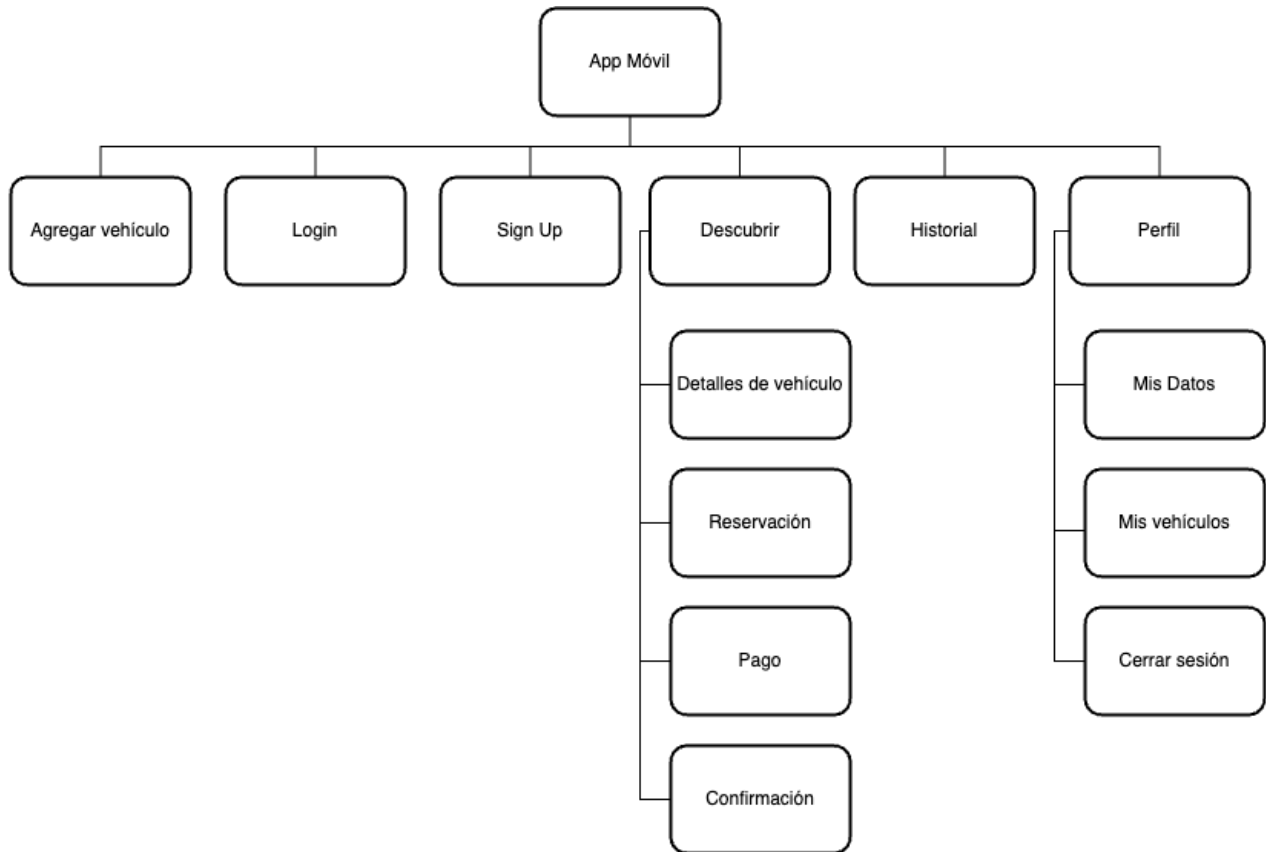 App Móvil
Agregar vehículo
Login
Sign Up
Descubrir
Historial
Perfil
Detalles de vehículo
Mis Datos
Reservación
Mis vehículos
Pago
Cerrar sesión
Confirmación